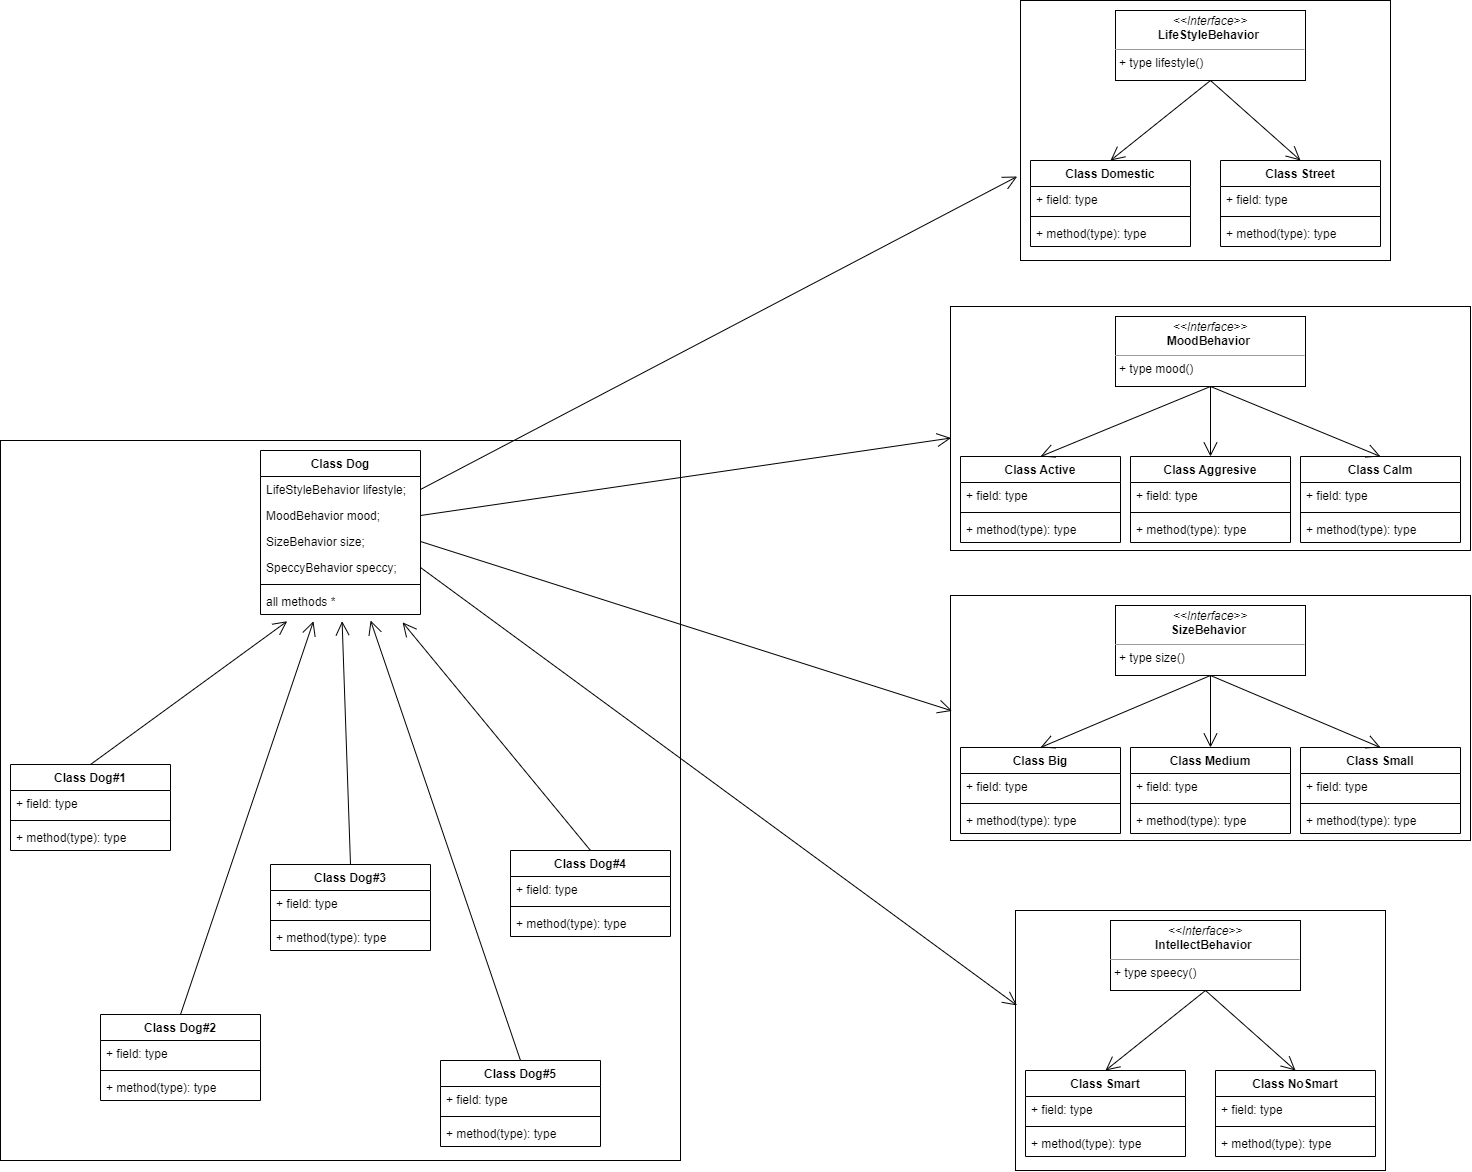 <<Interface>>
LifeStyleBehavior
+ type lifestyle()
Class Domestic
+ field: type
+ method(type): type
Class Street
+ field: type
+ method(type): type
<<Interface>>
MoodBehavior
+ type mood()
Class Active
+ field: type
+ method(type): type
Class Aggresive
+ field: type
+ method(type): type
Class Calm
+ field: type
+ method(type): type
Class Dog
LifeStyleBehavior lifestyle;
MoodBehavior mood;
SizeBehavior size;
SpeccyBehavior speccy;
all methods *
<<Interface>>
SizeBehavior
+ type size()
Class Big
+ field: type
+ method(type): type
Class Medium
+ field: type
+ method(type): type
Class Small
+ field: type
+ method(type): type
Class Dog#1
+ field: type
+ method(type): type
Class Dog#3
+ field: type
+ method(type): type
Class Dog#4
+ field: type
+ method(type): type
Class Dog#2
+ field: type
+ method(type): type
Class Dog#5
+ field: type
+ method(type): type
<<Interface>>
IntellectBehavior
+ type speecy()
Class Smart
+ field: type
+ method(type): type
Class NoSmart
+ field: type
+ method(type): type